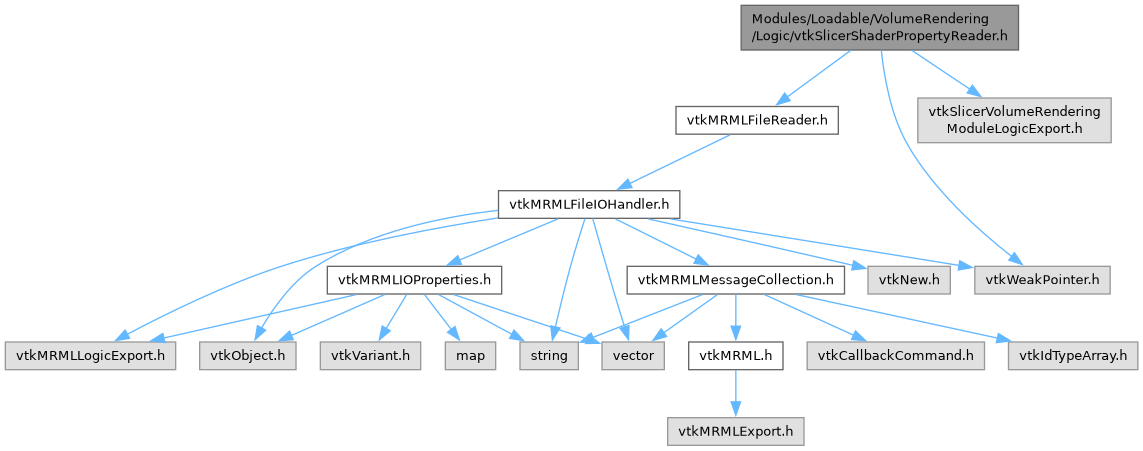 Modules/Loadable/VolumeRendering
/Logic/vtkSlicerShaderPropertyReader.h
vtkMRMLFileReader.h
vtkSlicerVolumeRendering
ModuleLogicExport.h
vtkMRMLFileIOHandler.h
vtkMRMLIOProperties.h
vtkMRMLMessageCollection.h
vtkNew.h
vtkWeakPointer.h
vtkMRMLLogicExport.h
vtkObject.h
vtkVariant.h
map
string
vector
vtkMRML.h
vtkCallbackCommand.h
vtkIdTypeArray.h
vtkMRMLExport.h